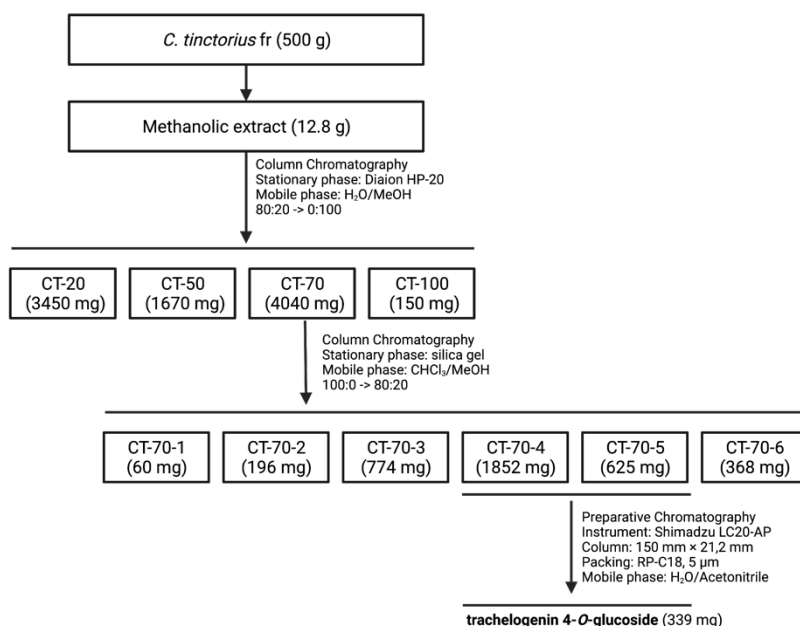 C. tinctorius fr (500 g)
Methanolic extract (12.8 g)
Column Chromatography
Stationary phase: Diaion HP-20
Mobile phase: H₂O/MeOH
80:20 -> 0:100
CT-20
(3450 mg)
CT-50
(1670 mg)
CT-70
(4040 mg)
CT-100
(150 mg)
Column Chromatography
Stationary phase: silica gel
Mobile phase: CHCl₃/MeOH
100:0 -> 80:20
CT-70-1
(60 mg)
CT-70-2
(196 mg)
CT-70-3
(774 mg)
CT-70-4
(1852 mg)
CT-70-5
(625 mg)
CT-70-6
(368 mg)
Preparative Chromatography
Instrument: Shimadzu LC20-AP
Column: 150 mm × 21,2 mm
Packing: RP-C18, 5 μm
Mobile phase: H₂O/Acetonitrile
trachelogenin 4-O-glucoside (339 mg)